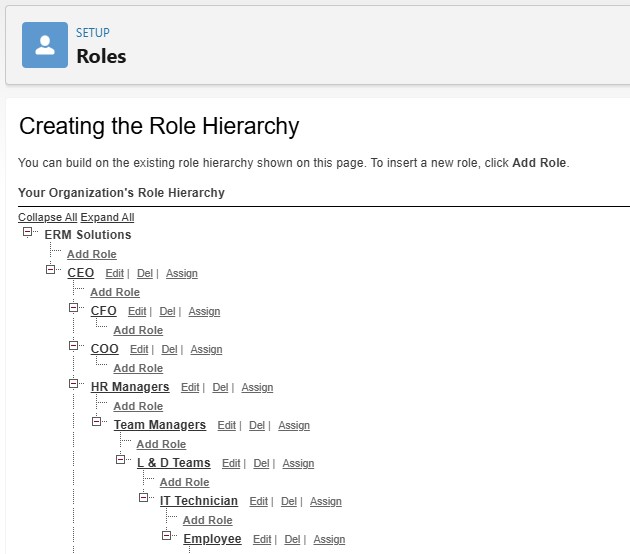 SETUP
Roles
Creating the Role Hierarchy
You can build on the existing role hierarchy shown on this page. To insert a new role, click Add Role.
Your Organization's Role Hierarchy
Collapse All Expand All
ERM Solutions
Add Role
CEO Edit | Del | Assign
Add Role
CFO Edit | Del | Assign
Add Role
COO Edit | Del | Assign
Add Role
HR Managers Edit | Del | Assign
Add Role
Team Managers Edit | Del | Assign
Add Role
L & D Teams Edit | Del | Assign
Add Role
IT Technician Edit | Del | Assign
Add Role
Employee Edit | Del | Assign